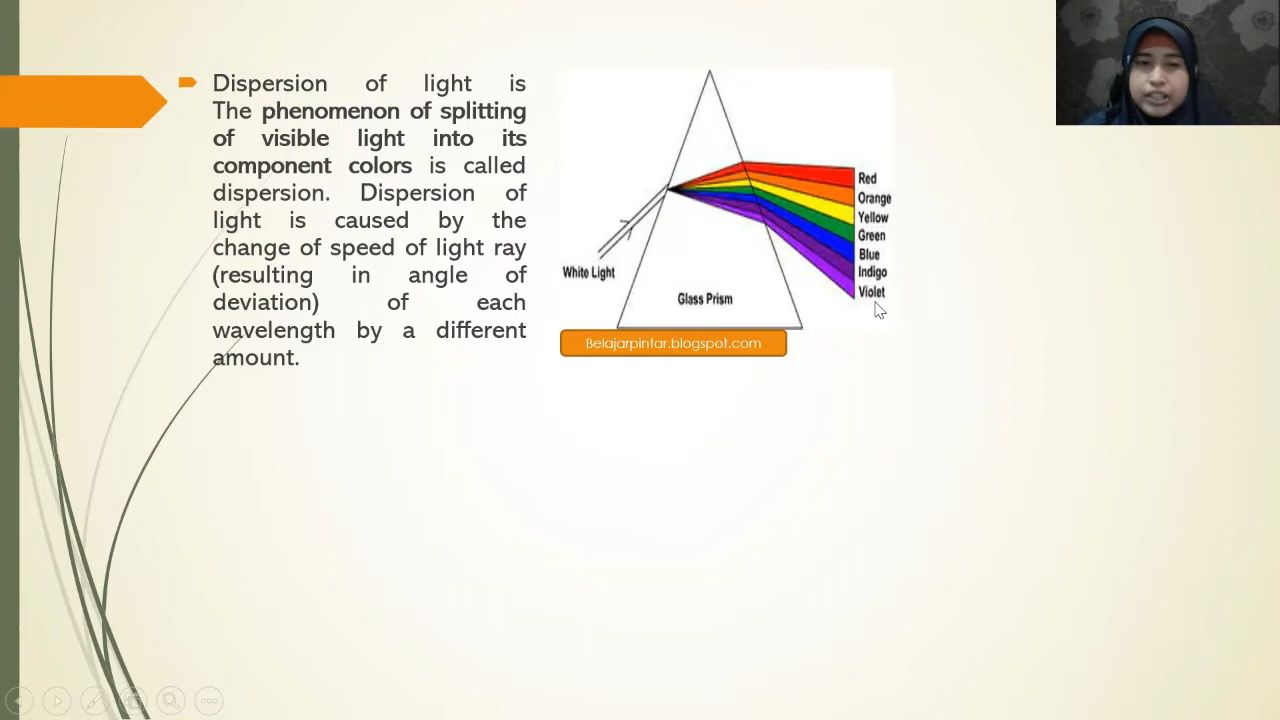 Dispersion of light is
The phenomenon of splitting
of visible light into its
component colors is called
dispersion. Dispersion of
light is caused by the
change of speed of light ray
(resulting in angle of
deviation) of each
wavelength by a different
amount.
Red
Orange
Yellow
Green
Blue
Indigo
Violet
White Light
Glass Prism
Belajarpintar.blogspot.com